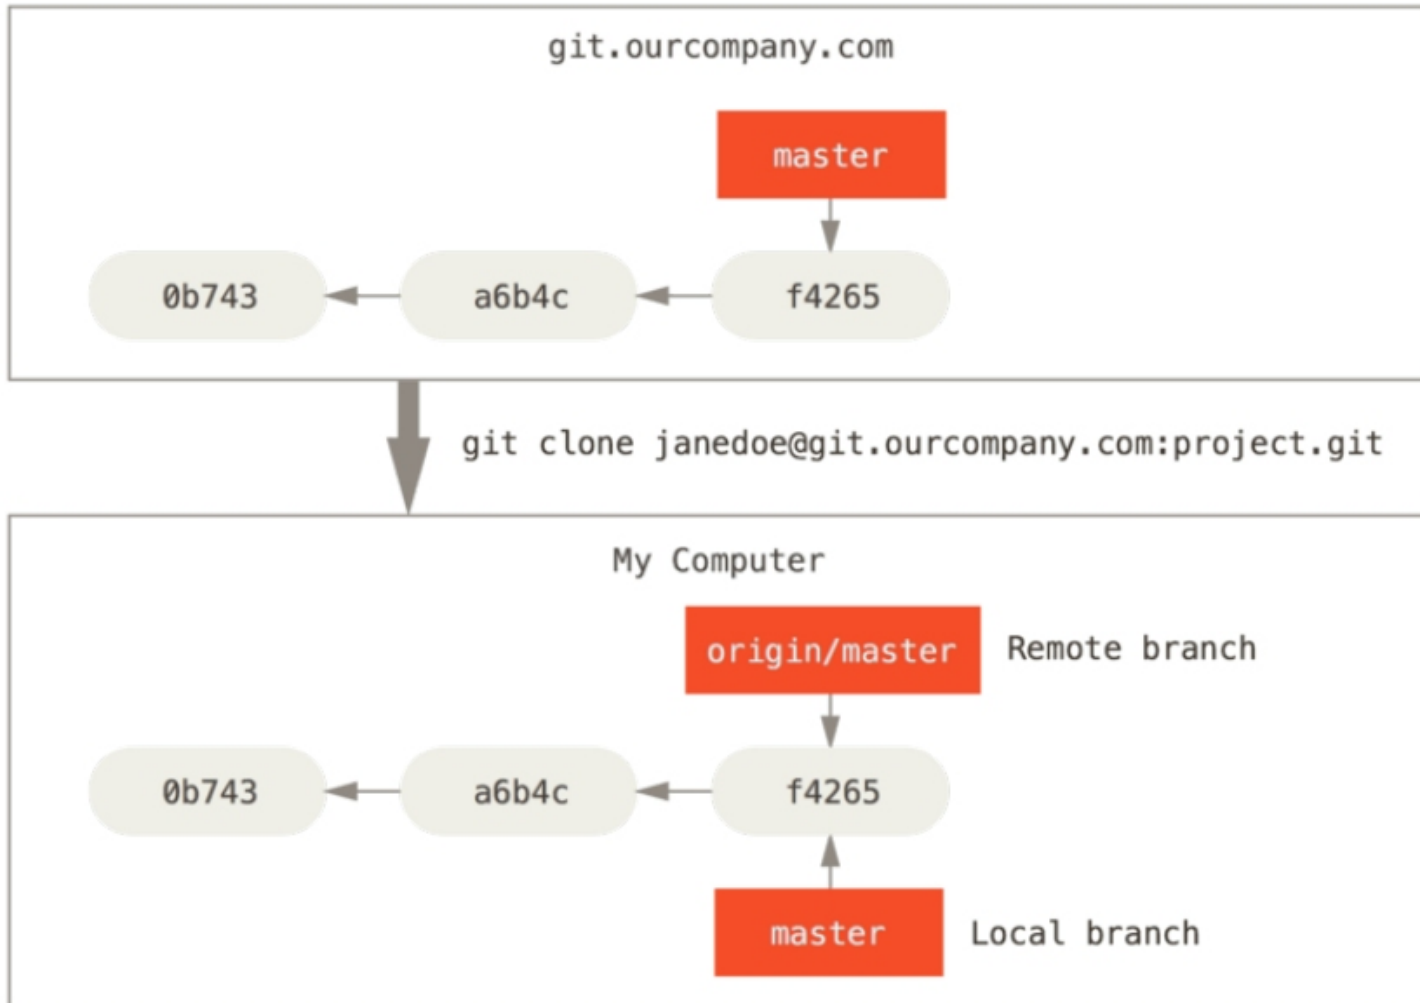 git.ourcompany.com
master
0b743 a6b4c f4265
git clone janedoe@git.ourcompany.com:project.git
My Computer
origin/master Remote branch
0b743 a6b4c f4265
master Local branch